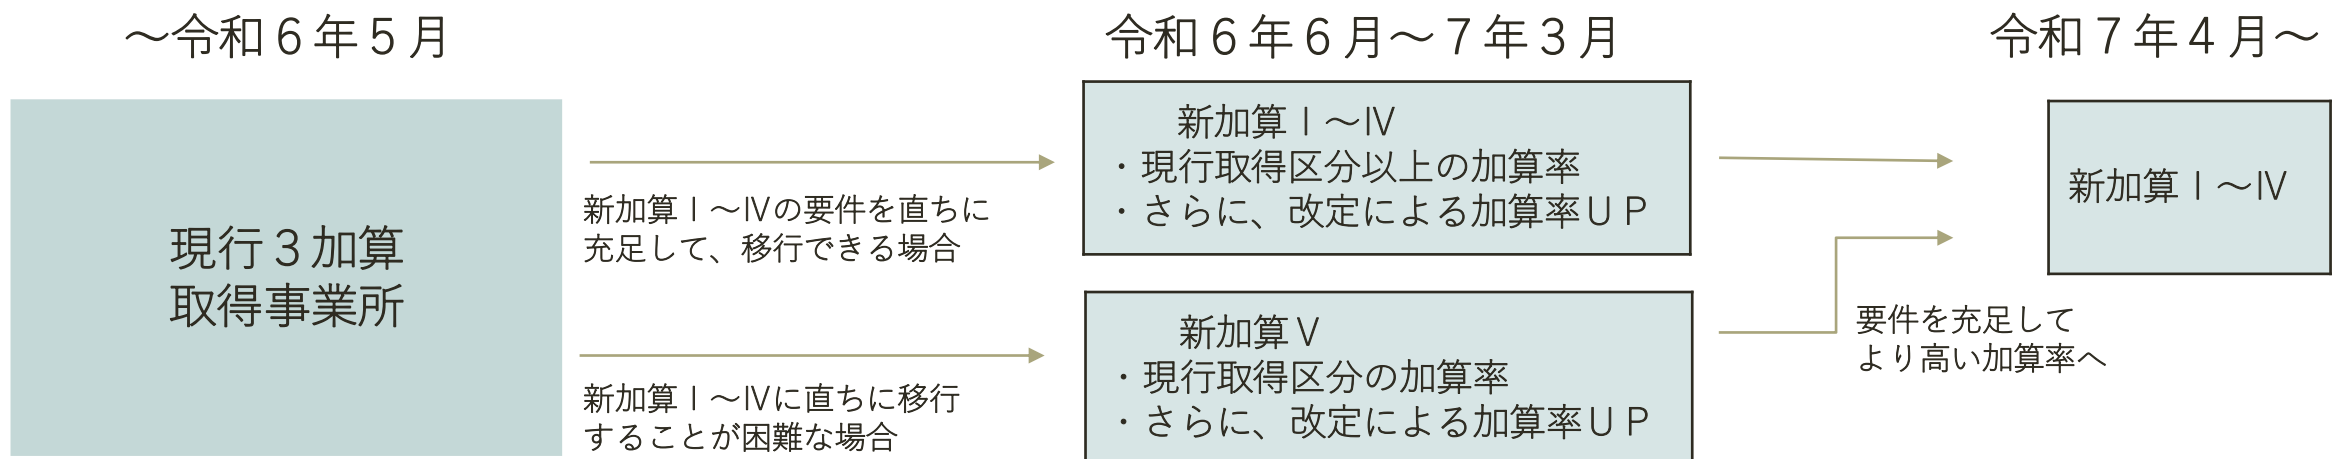 ～令和６年５月
令和６年６月～７年３月
令和７年４月～
現行３加算
取得事業所
新加算Ⅰ～Ⅳの要件を直ちに
充足して、移行できる場合
新加算Ⅰ～Ⅳに直ちに移行
することが困難な場合
新加算Ⅰ～Ⅳ
・現行取得区分以上の加算率
・さらに、改定による加算率ＵＰ
新加算Ⅴ
・現行取得区分の加算率
・さらに、改定による加算率ＵＰ
要件を充足して
より高い加算率へ
新加算Ⅰ～Ⅳ